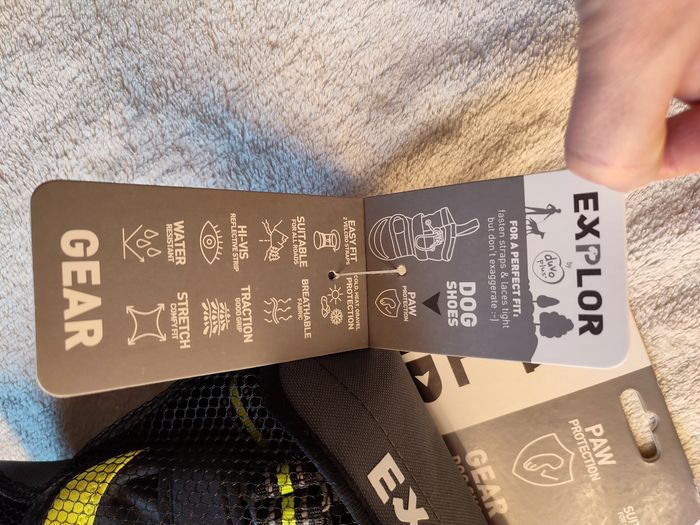 EXPLOR
by
duvo
plus
FOR A PERFECT FIT:
fasten straps & laces tight
but don't exaggerate :-)
DOG
SHOES
PAW
PROTECTION
EASY FIT
2 VELCRO STRAPS
COLD, HEAT, GRAVEL
PROTECTION
SUITABLE
FOR ALL ROADS
BREATHABLE
FABRIC
HI-VIS
REFLECTIVE STRIP
TRACTION
GOOD GRIP
WATER
RESISTANT
STRETCH
COMFY FIT
GEAR
PAW
PROTECTION
GEAR
EX